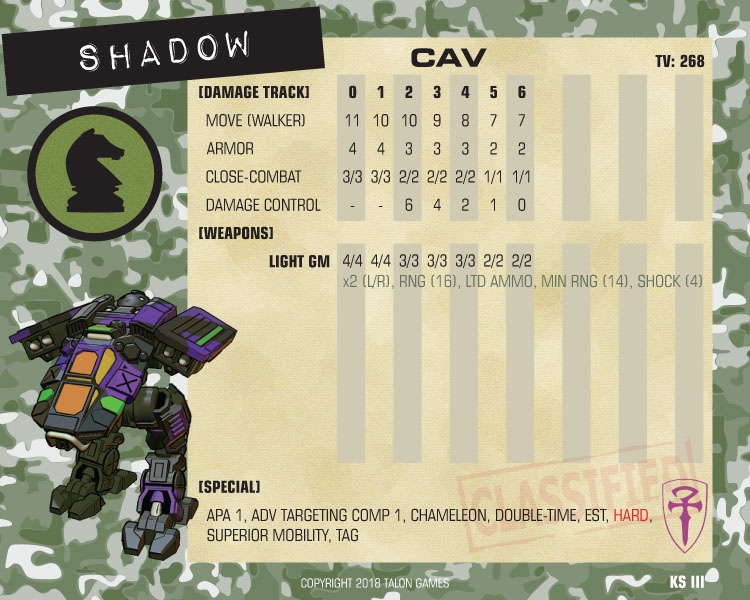 SHADOW
CAV
TV: 268
[DAMAGE TRACK] 0 1 2 3 4 5 6
MOVE (WALKER) 11 10 10 9 8 7 7
ARMOR 4 4 3 3 3 2 2
CLOSE-COMBAT 3/3 3/3 2/2 2/2 2/2 1/1 1/1
DAMAGE CONTROL - - 6 4 2 1 0
[WEAPONS]
LIGHT GM 4/4 4/4 3/3 3/3 3/3 2/2 2/2
x2 (L/R), RNG (16), LTD AMMO, MIN RNG (14), SHOCK (4)
CLASSIFIED
[SPECIAL]
APA 1, ADV TARGETING COMP 1, CHAMELEON, DOUBLE-TIME, EST, HARD,
SUPERIOR MOBILITY, TAG
COPYRIGHT 2018 TALON GAMES
KS III